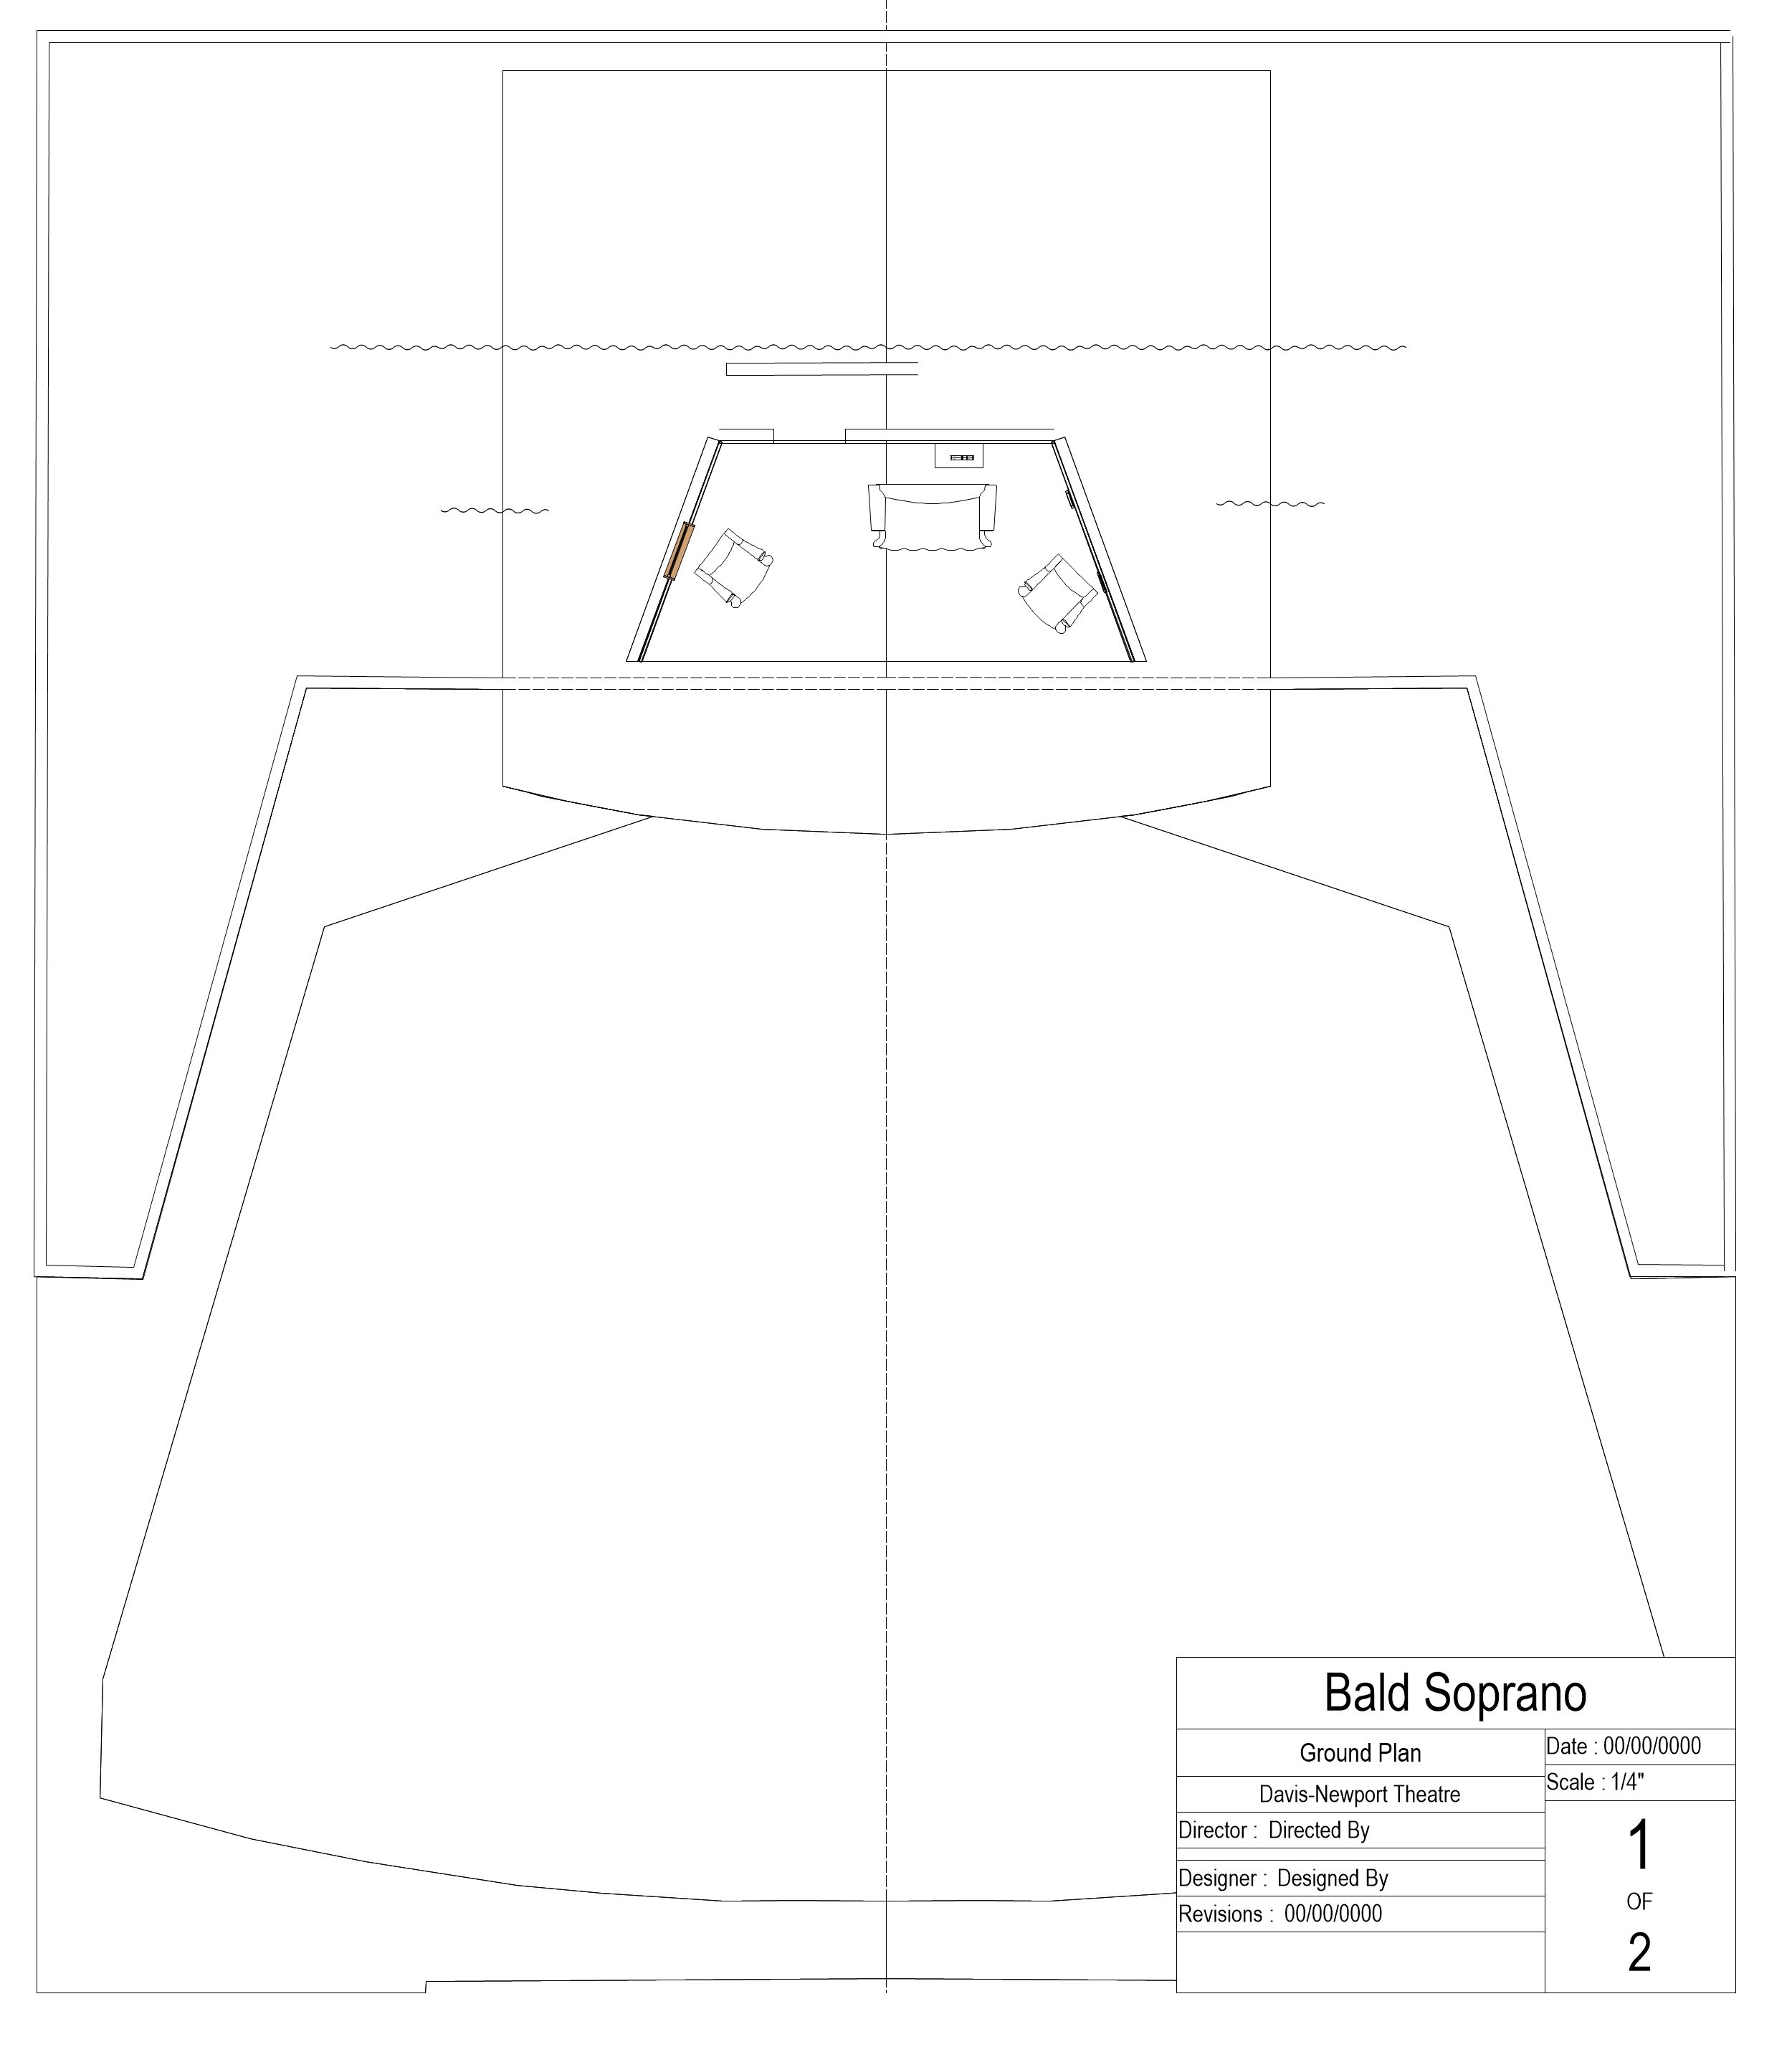 Bald Soprano
Ground Plan
Date : 00/00/0000
Scale : 1/4"
Davis-Newport Theatre
Director : Directed By
Designer : Designed By
Revisions : 00/00/0000
1
OF
2